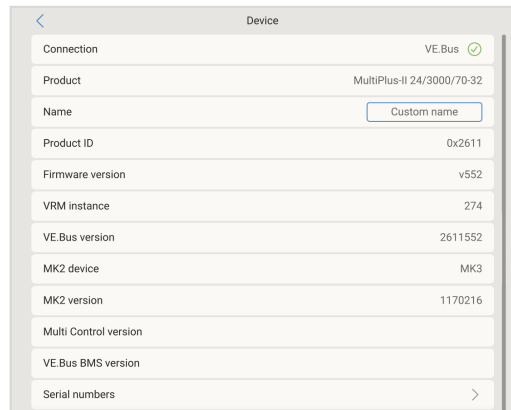 Device
Connection VE.Bus
Product MultiPlus-II 24/3000/70-32
Name Custom name
Product ID 0x2611
Firmware version v552
VRM instance 274
VE.Bus version 2611552
MK2 device MK3
MK2 version 1170216
Multi Control version
VE.Bus BMS version
Serial numbers